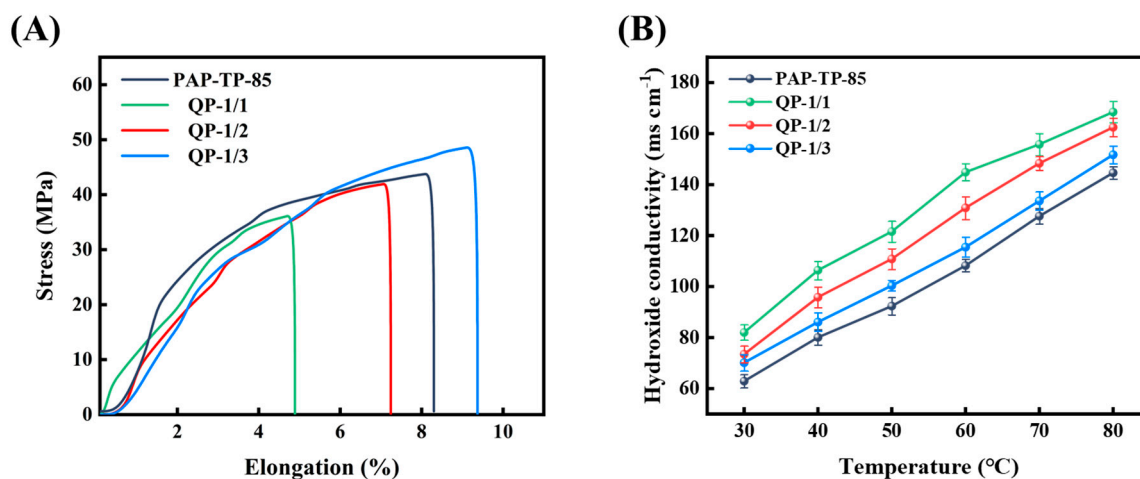 (A)
Stress (MPa)
60
50
40
30
20
10
0
PAP-TP-85
QP-1/1
QP-1/2
QP-1/3
2 4 6 8 10
Elongation (%)
(B)
Hydroxide conductivity (ms cm⁻¹)
180
160
140
120
100
80
60
PAP-TP-85
QP-1/1
QP-1/2
QP-1/3
30 40 50 60 70 80
Temperature (℃)